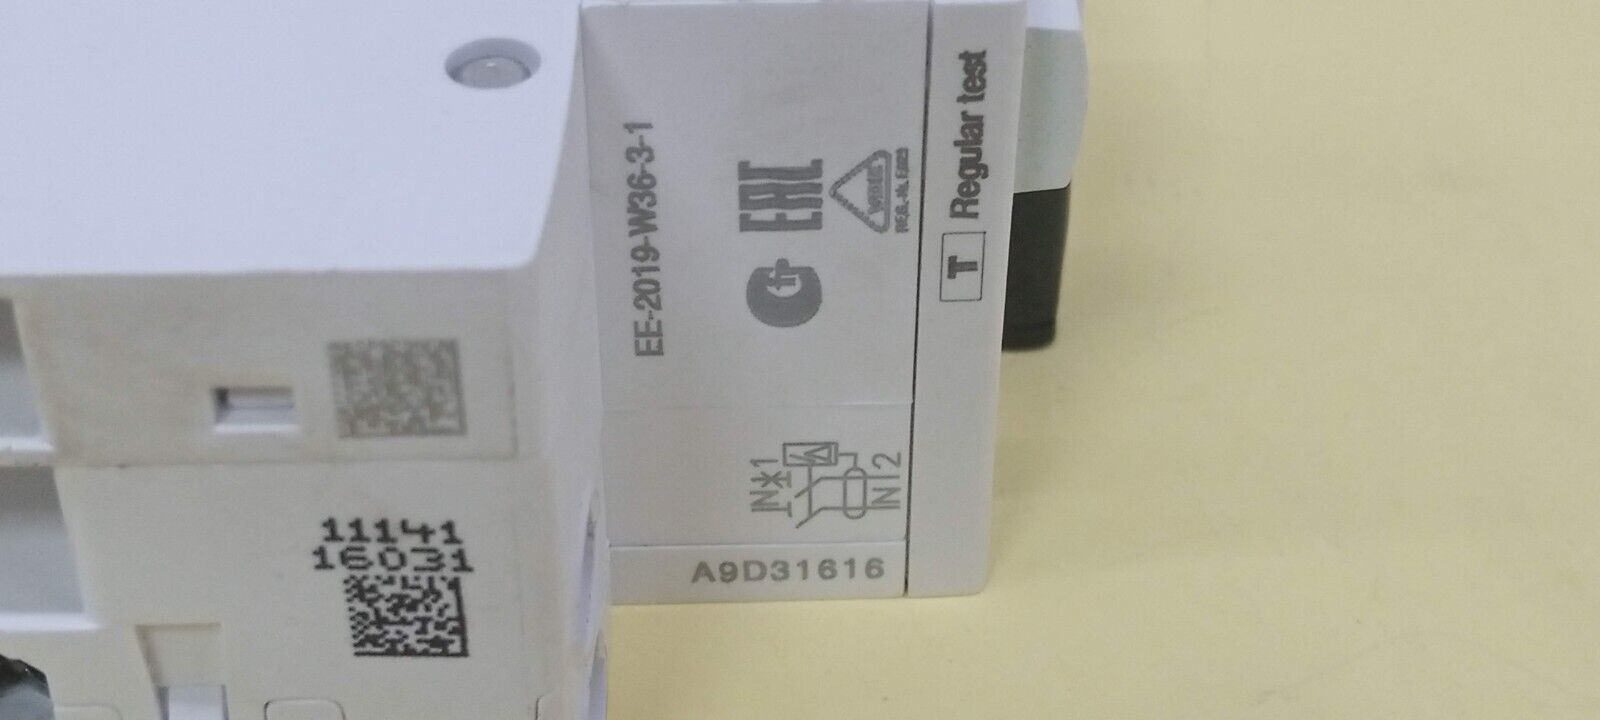 EE-2019-W36-3-1
EAC
T Regular test
N 1
N 2
A9D31616
11141
16031